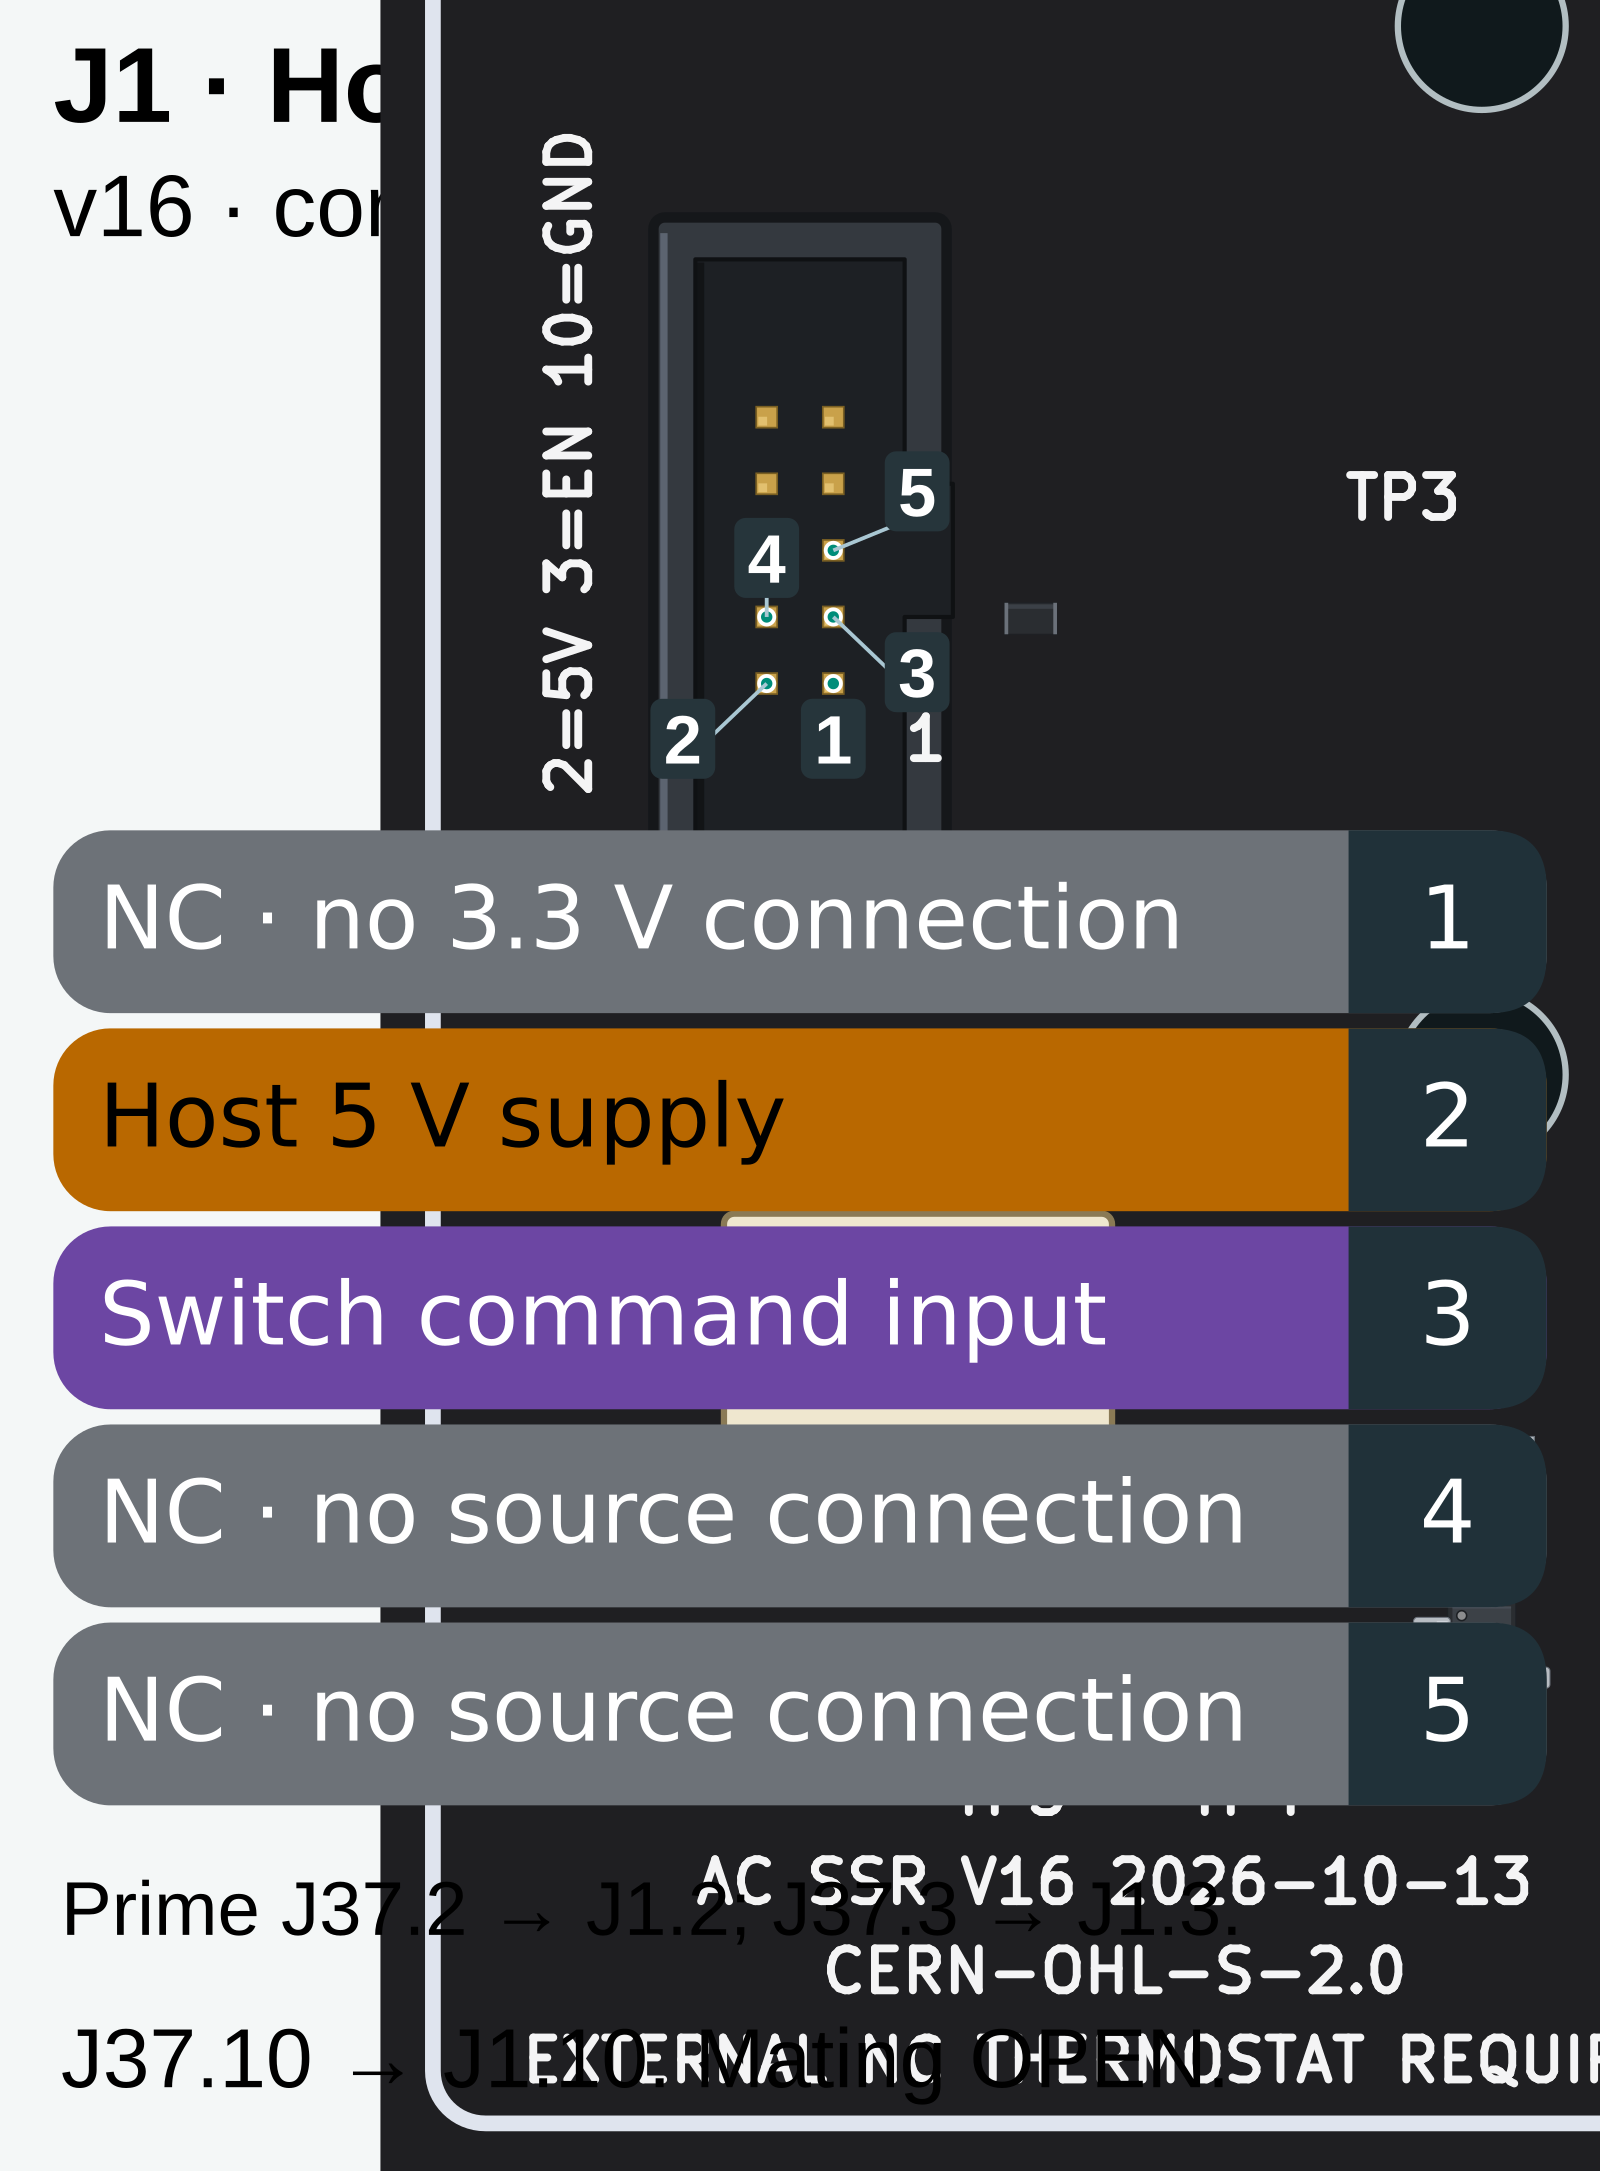 J1 · Ho
v16 · cor
2=5V 3=EN 10=GND
TP3
5
4
3
2
1
1
NC · no 3.3 V connection 1
Host 5 V supply 2
Switch command input 3
NC · no source connection 4
NC · no source connection 5
AC SSR V16 2026-10-13
Prime J37.2 → J1.2; J37.3 → J1.3.
CERN-OHL-S-2.0
J37.10 → J1.10. Mating OPEN.
EXTERNAL NC THERMOSTAT REQUIR